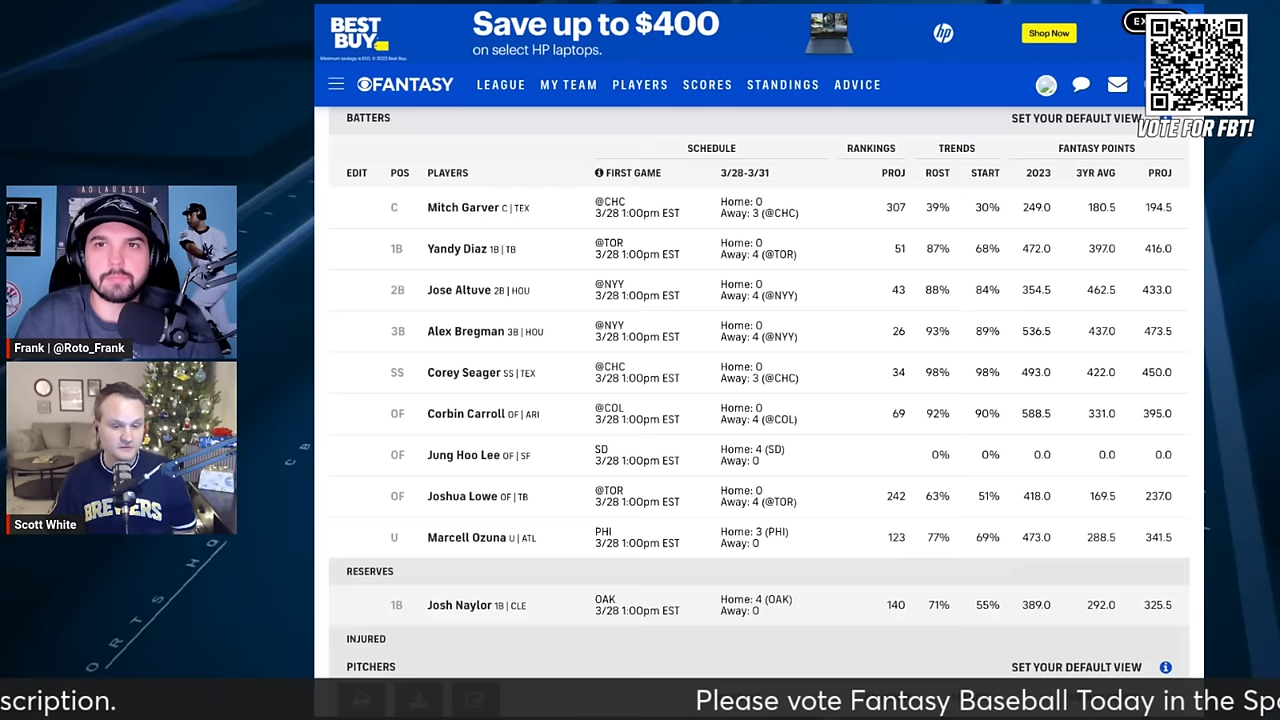 BEST BUY
Minimum savings is $10. © 2023 Best Buy
Save up to $400
on select HP laptops.
hp
Shop Now
VOTE FOR FBT!
FANTASY LEAGUE MY TEAM PLAYERS SCORES STANDINGS ADVICE
BATTERS SET YOUR DEFAULT VIEW
SCHEDULE RANKINGS TRENDS FANTASY POINTS
EDIT POS PLAYERS FIRST GAME 3/28-3/31 PROJ ROST START 2023 3YR AVG PROJ
C Mitch Garver C | TEX @CHC 3/28 1:00pm EST Home: 0 Away: 3 (@CHC) 307 39% 30% 249.0 180.5 194.5
1B Yandy Diaz 1B | TB @TOR 3/28 1:00pm EST Home: 0 Away: 4 (@TOR) 51 87% 68% 472.0 397.0 416.0
2B Jose Altuve 2B | HOU @NYY 3/28 1:00pm EST Home: 0 Away: 4 (@NYY) 43 88% 84% 354.5 462.5 433.0
3B Alex Bregman 3B | HOU @NYY 3/28 1:00pm EST Home: 0 Away: 4 (@NYY) 26 93% 89% 536.5 437.0 473.5
SS Corey Seager SS | TEX @CHC 3/28 1:00pm EST Home: 0 Away: 3 (@CHC) 34 98% 98% 493.0 422.0 450.0
OF Corbin Carroll OF | ARI @COL 3/28 1:00pm EST Home: 0 Away: 4 (@COL) 69 92% 90% 588.5 331.0 395.0
OF Jung Hoo Lee OF | SF SD 3/28 1:00pm EST Home: 4 (SD) Away: 0 0% 0% 0.0 0.0 0.0
OF Joshua Lowe OF | TB @TOR 3/28 1:00pm EST Home: 0 Away: 4 (@TOR) 242 63% 51% 418.0 169.5 237.0
U Marcell Ozuna U | ATL PHI 3/28 1:00pm EST Home: 3 (PHI) Away: 0 123 77% 69% 473.0 288.5 341.5
RESERVES
1B Josh Naylor 1B | CLE OAK 3/28 1:00pm EST Home: 4 (OAK) Away: 0 140 71% 55% 389.0 292.0 325.5
INJURED
PITCHERS SET YOUR DEFAULT VIEW
Frank | @Roto_Frank
BREWERS
Scott White
scription. Please vote Fantasy Baseball Today in the Spo